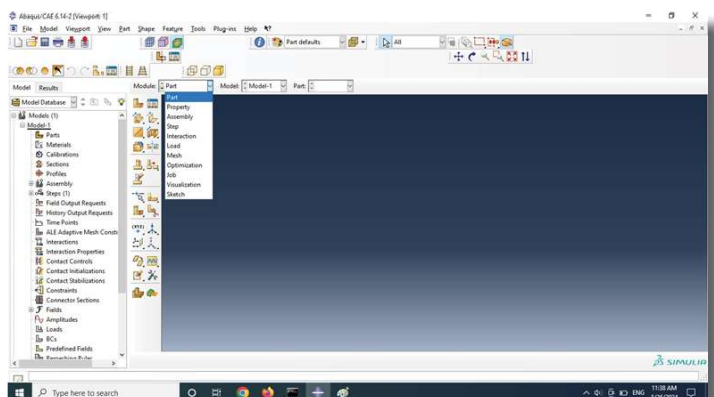 Abaqus/CAE 6.14-2 [Viewport: 1]
File Model Viewport View Part Shape Feature Tools Plug-ins Help
Part defaults All
Model Results
Module: Part Model: Model-1 Part:
Model Database
Models (1)
Model-1
Parts
Materials
Calibrations
Sections
Profiles
Assembly
Steps (1)
Field Output Requests
History Output Requests
Time Points
ALE Adaptive Mesh Consti
Interactions
Interaction Properties
Contact Controls
Contact Initializations
Contact Stabilizations
Constraints
Connector Sections
Fields
Amplitudes
Loads
BCs
Predefined Fields
Part
Property
Assembly
Step
Interaction
Load
Mesh
Optimization
Job
Visualization
Sketch
SIMULIA
Type here to search
ENG
11:38 AM